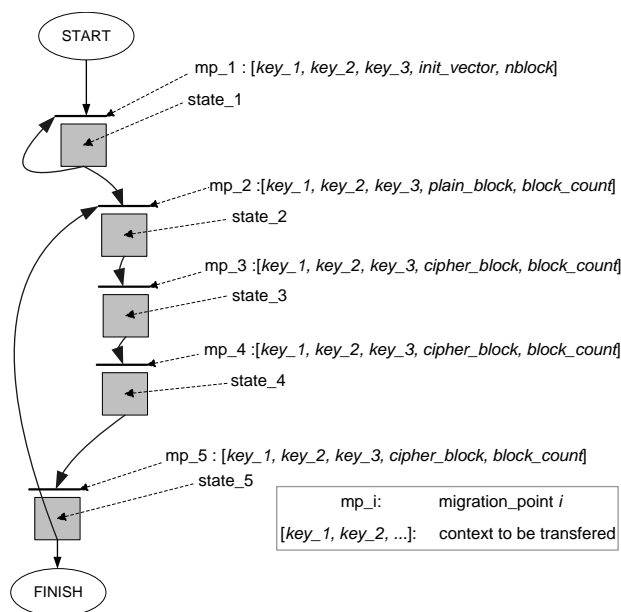 START
mp_1 : [key_1, key_2, key_3, init_vector, nblock]
state_1
mp_2 :[key_1, key_2, key_3, plain_block, block_count]
state_2
mp_3 :[key_1, key_2, key_3, cipher_block, block_count]
state_3
mp_4 :[key_1, key_2, key_3, cipher_block, block_count]
state_4
mp_5 : [key_1, key_2, key_3, cipher_block, block_count]
state_5
mp_i: migration_point i
[key_1, key_2, ...]: context to be transfered
FINISH